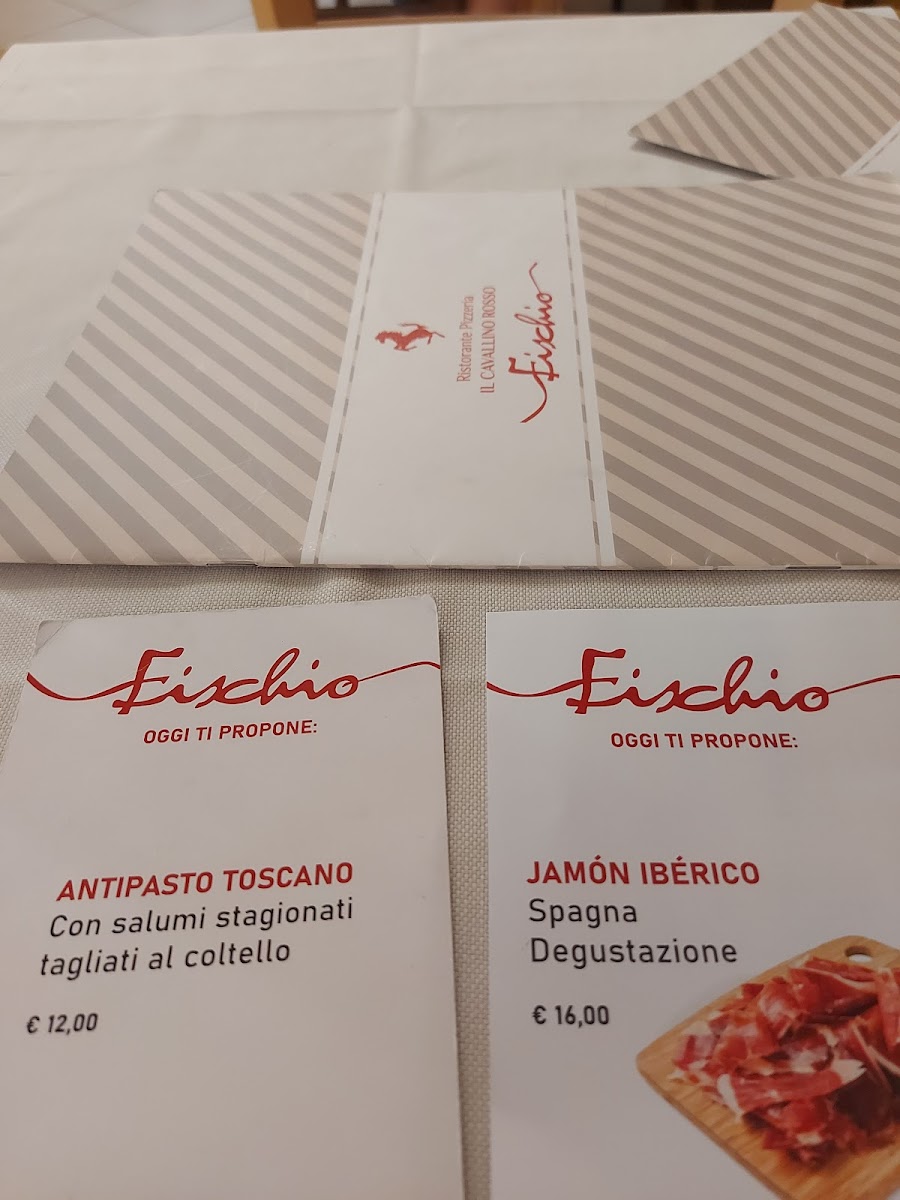 Ristorante Pizzeria
IL CAVALLINO ROSSO
Fischio
Fischio
OGGI TI PROPONE:
ANTIPASTO TOSCANO
Con salumi stagionati
tagliati al coltello
€ 12,00
Fischio
OGGI TI PROPONE:
JAMÓN IBÉRICO
Spagna
Degustazione
€ 16,00